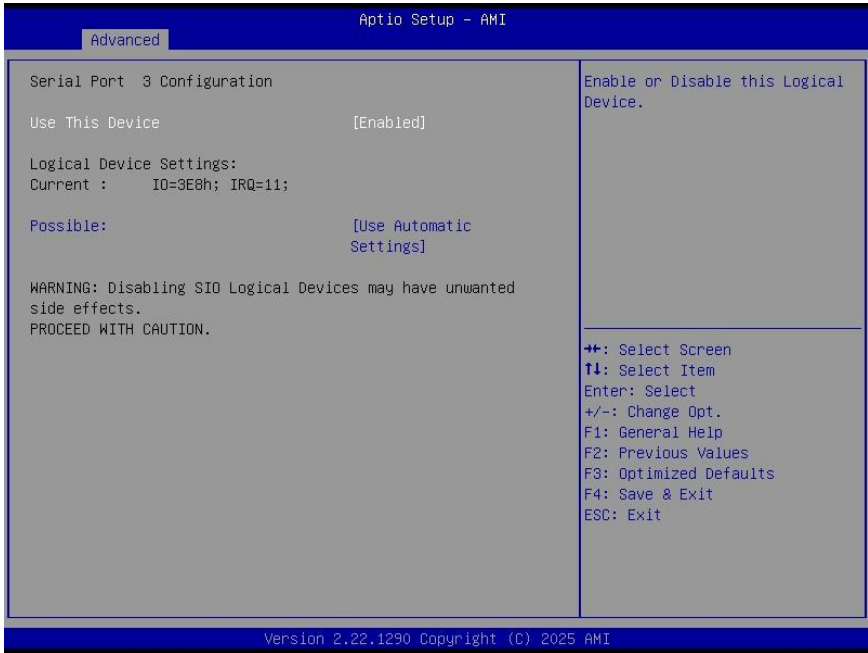 Aptio Setup - AMI
Advanced
Serial Port 3 Configuration
Use This Device [Enabled]
Logical Device Settings:
Current : IO=3E8h; IRQ=11;
Possible: [Use Automatic
Settings]
WARNING: Disabling SIO Logical Devices may have unwanted
side effects.
PROCEED WITH CAUTION.
Enable or Disable this Logical
Device.
→←: Select Screen
↑↓: Select Item
Enter: Select
+/-: Change Opt.
F1: General Help
F2: Previous Values
F3: Optimized Defaults
F4: Save & Exit
ESC: Exit
Version 2.22.1290 Copyright (C) 2025 AMI